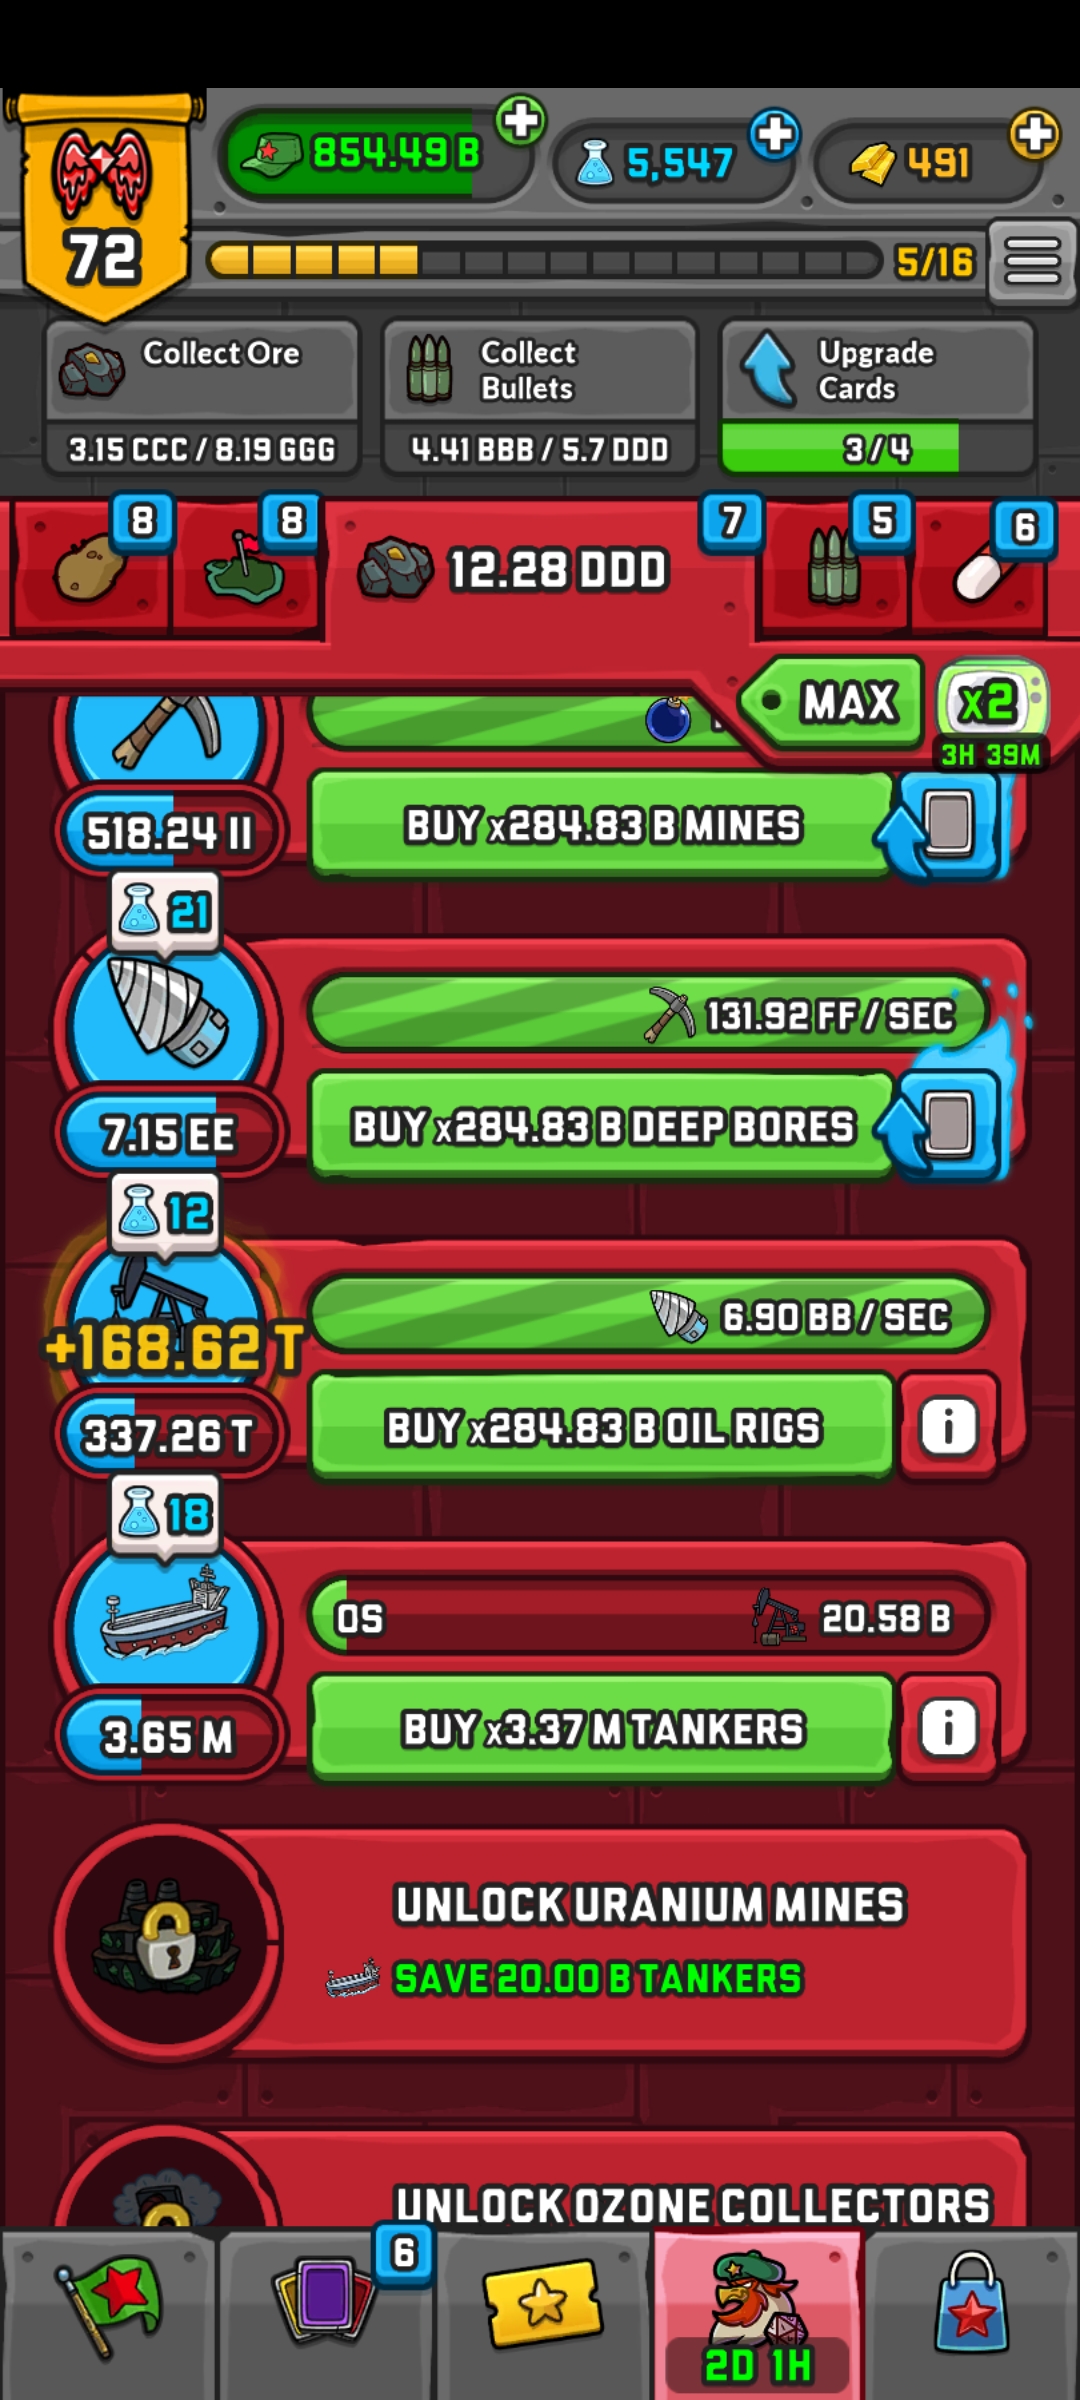 854.49 B
5,547
491
72
5/16
Collect Ore
3.15 CCC / 8.19 GGG
Collect
Bullets
4.41 BBB / 5.7 DDD
Upgrade
Cards
3/4
8
8
12.28 DDD
7
5
6
MAX
x2
3H 39M
518.24 II
BUY x284.83 B MINES
21
131.92 FF / SEC
7.15 EE
BUY x284.83 B DEEP BORES
12
+168.62 T
6.90 BB / SEC
337.26 T
BUY x284.83 B OIL RIGS
i
18
0S
20.58 B
3.65 M
BUY x3.37 M TANKERS
i
UNLOCK URANIUM MINES
SAVE 20.00 B TANKERS
UNLOCK OZONE COLLECTORS
6
2D 1H